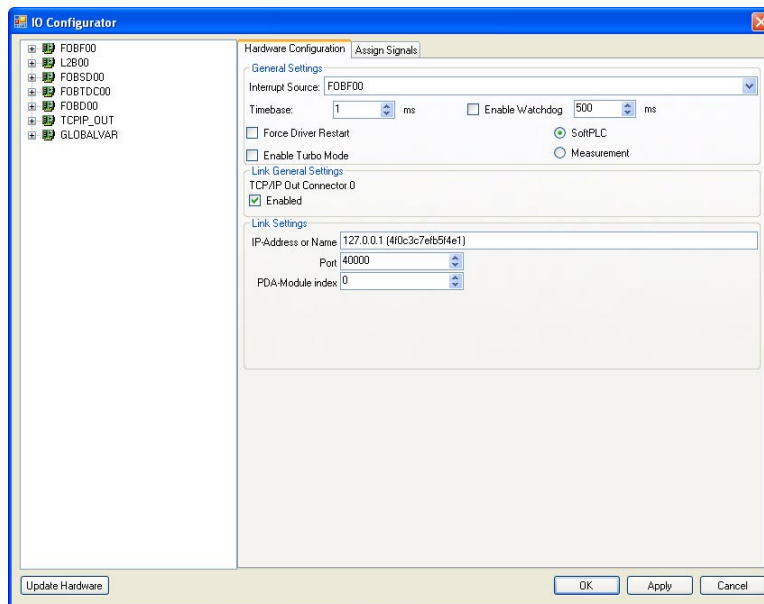 IO Configurator
FOBF00
L2B00
FOBSD00
FOBTDC00
FOBD00
TCPIP_OUT
GLOBALVAR
Hardware Configuration Assign Signals
General Settings
Interrupt Source: FOBF00
Timebase: 1 ms Enable Watchdog 500 ms
Force Driver Restart SoftPLC
Enable Turbo Mode Measurement
Link General Settings
TCP/IP Out Connector 0
Enabled
Link Settings
IP-Address or Name 127.0.0.1 (4f0c3c7efb5f4e1)
Port 40000
PDA-Module index 0
Update Hardware OK Apply Cancel